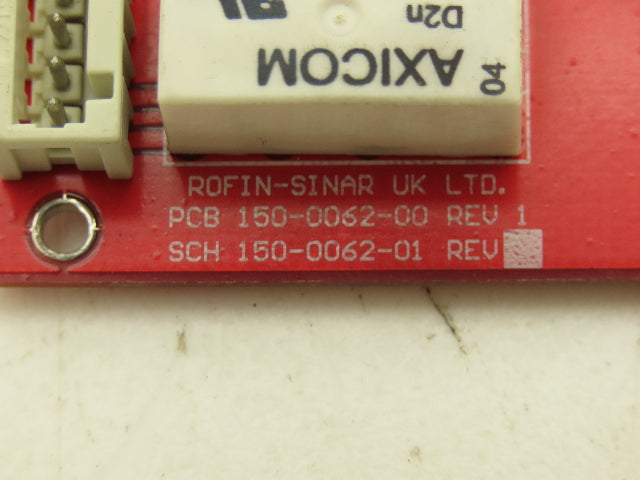 D2n
AXICOM
04
ROFIN-SINAR UK LTD.
PCB 150-0062-00 REV 1
SCH 150-0062-01 REV